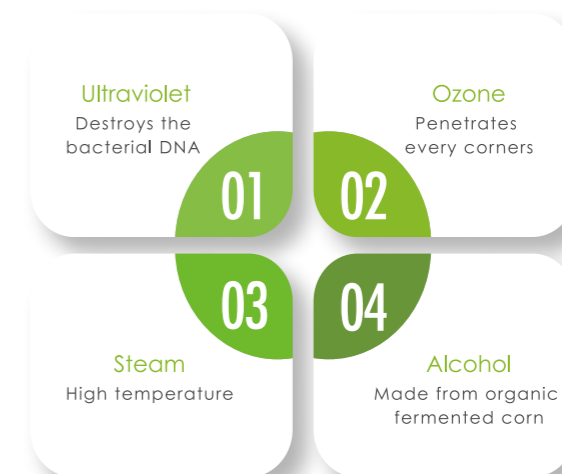 Ultraviolet
Destroys the
bacterial DNA
01
Ozone
Penetrates
every corners
02
03
Steam
High temperature
04
Alcohol
Made from organic
fermented corn